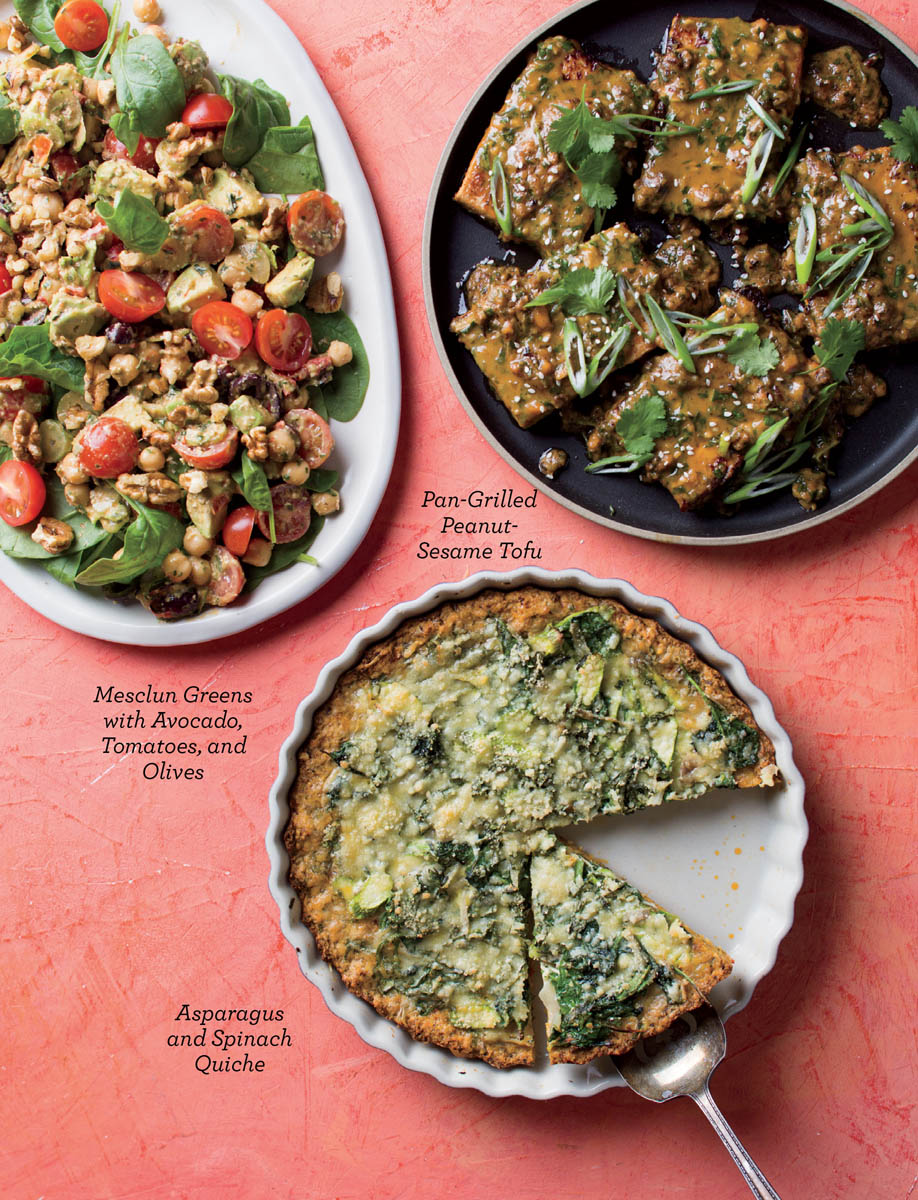 Pan-Grilled
Peanut-
Sesame Tofu
Mesclun Greens
with Avocado,
Tomatoes, and
Olives
Asparagus
and Spinach
Quiche